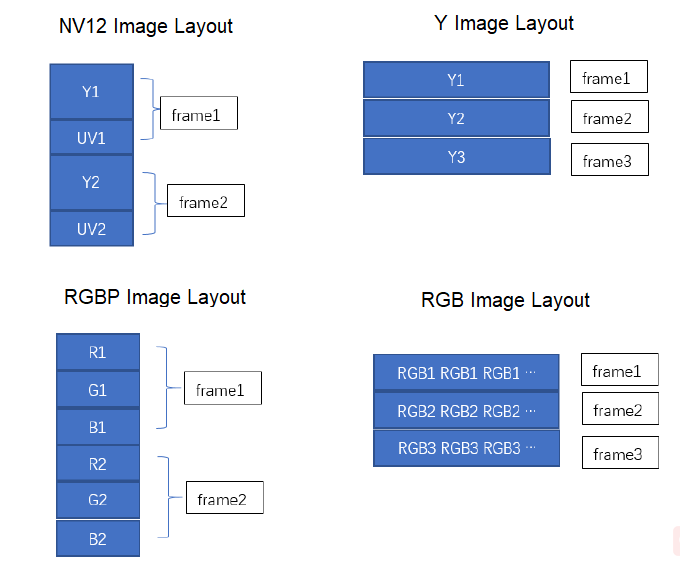 NV12 Image Layout
Y1
UV1
frame1
Y2
UV2
frame2
Y Image Layout
Y1
frame1
Y2
frame2
Y3
frame3
RGBP Image Layout
R1
G1
B1
frame1
R2
G2
B2
frame2
RGB Image Layout
RGB1 RGB1 RGB1 ···
frame1
RGB2 RGB2 RGB2 ···
frame2
RGB3 RGB3 RGB3 ···
frame3